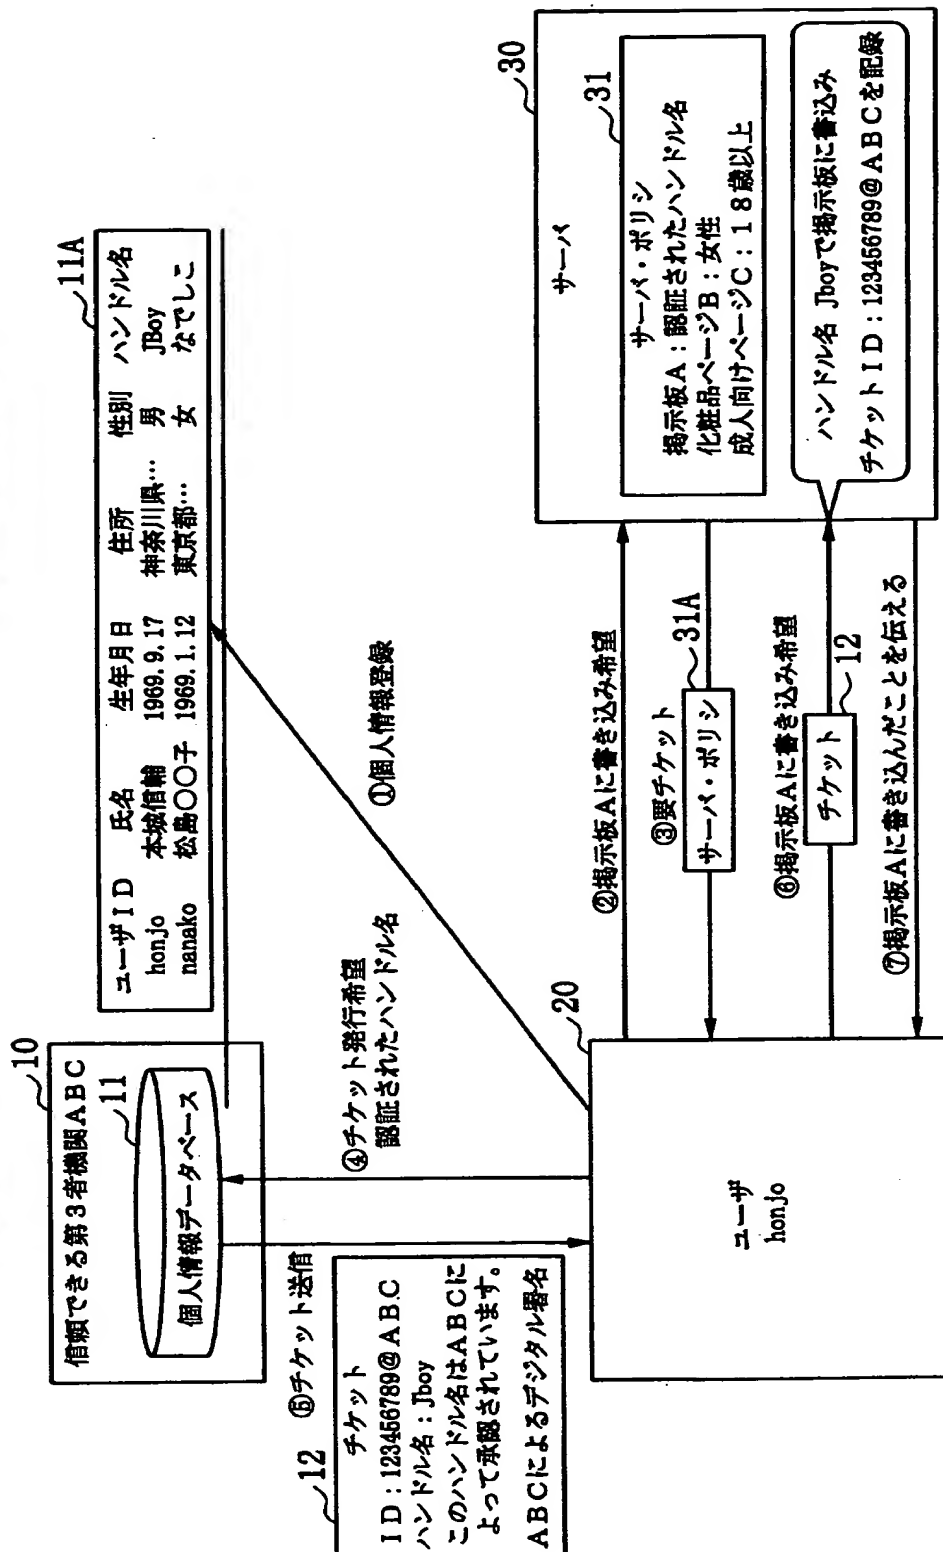 10
信頼できる第3者機関ABC
11
個人情報データベース
11A
ユーザID 氏名 生年月日 住所 性別 ハンドル名
honjo 本城信輔 1969.9.17 神奈川県… 男 JBoy
nanako 松島〇〇子 1969.1.12 東京都… 女 なでしこ
①個人情報登録
④チケット発行希望
認証されたハンドル名
⑤チケット送信
12
チケット
ID:123456789@ABC
ハンドル名:Jboy
このハンドル名はABCに
よって承認されています。
ABCによるデジタル署名
20
ユーザ
honjo
②掲示板Aに書き込み希望
③要チケット
31A
サーバ・ポリシ
⑥掲示板Aに書き込み希望
12
チケット
⑦掲示板Aに書き込んだことを伝える
30
サーバ
31
サーバ・ポリシ
掲示板A:認証されたハンドル名
化粧品ページB:女性
成人向けページC:18歳以上
ハンドル名 Jboyで掲示板に書込み
チケットID:123456789@ABCを記録